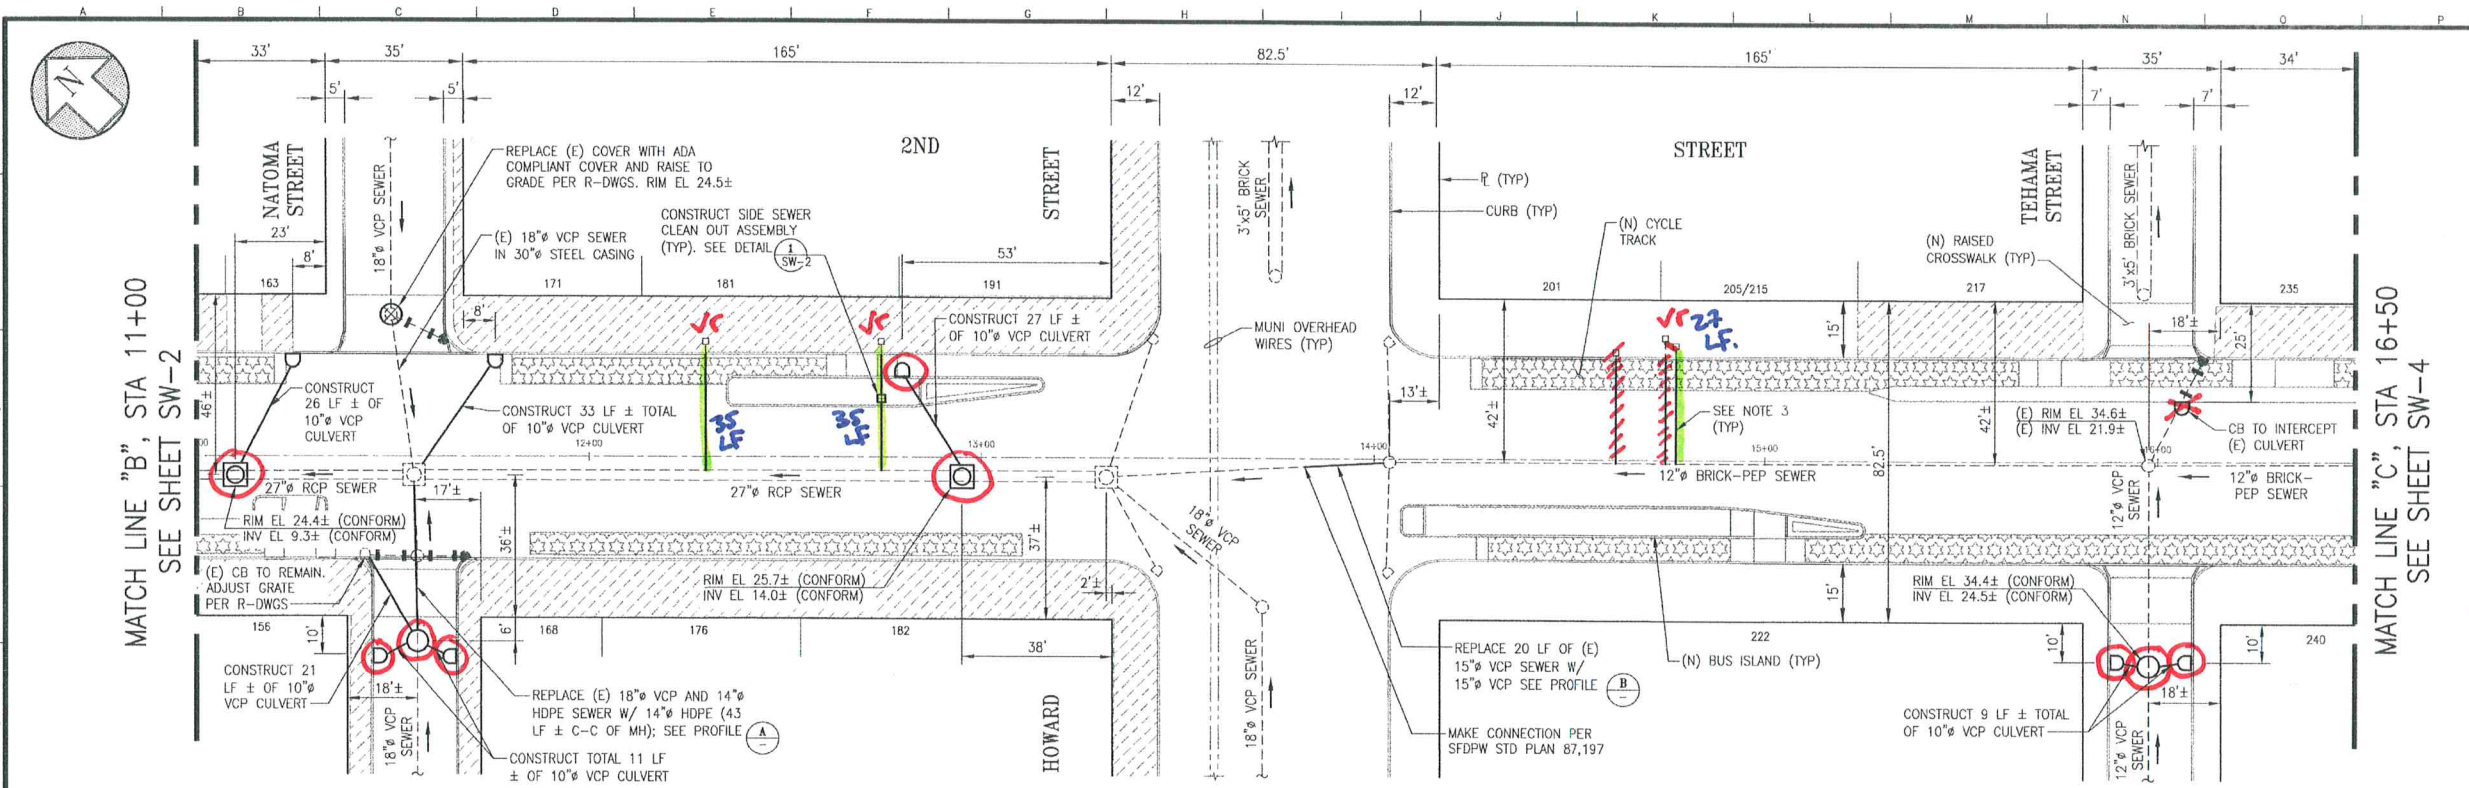 A B C D E F G H J K L M N O P
33' 35' 165' 82.5' 165' 35' 34'
5' 5' 12' 12' 7' 7'
N
NATOMA
STREET
18"ø VCP SEWER
REPLACE (E) COVER WITH ADA
COMPLIANT COVER AND RAISE TO
GRADE PER R-DWGS. RIM EL 24.5±
2ND
STREET
STREET
3'x5' BRICK
SEWER
℞ (TYP)
CURB (TYP)
(N) CYCLE
TRACK
TEHAMA
STREET
3'x5' BRICK SEWER
(N) RAISED
CROSSWALK (TYP)
CONSTRUCT SIDE SEWER
CLEAN OUT ASSEMBLY
(TYP). SEE DETAIL
1
SW-2
(E) 18"ø VCP SEWER
IN 30"ø STEEL CASING
23'
8'
53'
163 171 181 191 201 205/215 217 235
MATCH LINE "B", STA 11+00
SEE SHEET SW-2
MATCH LINE "C", STA 16+50
SEE SHEET SW-4
8'
CONSTRUCT 27 LF ±
OF 10"ø VCP CULVERT
MUNI OVERHEAD
WIRES (TYP)
27
LF.
15'
18'±
25'
46'±
CONSTRUCT
26 LF ± OF
10"ø VCP
CULVERT
CONSTRUCT 33 LF ± TOTAL
OF 10"ø VCP CULVERT
35
LF
35
LF
13'±
42'±
SEE NOTE 3
(TYP)
42'±
82.5'
(E) RIM EL 34.6±
(E) INV EL 21.9±
CB TO INTERCEPT
(E) CULVERT
00 12+00 13+00 14+00 15+00 16+00
27"ø RCP SEWER
27"ø RCP SEWER
12"ø BRICK-PEP SEWER
12"ø BRICK-
PEP SEWER
17'±
RIM EL 24.4± (CONFORM)
INV EL 9.3± (CONFORM)
36'±
37'±
18"ø VCP
SEWER
12"ø VCP
SEWER
(E) CB TO REMAIN.
ADJUST GRATE
PER R-DWGS
RIM EL 25.7± (CONFORM)
INV EL 14.0± (CONFORM)
2'±
15'
RIM EL 34.4± (CONFORM)
INV EL 24.5± (CONFORM)
156 168 176 182 222 240
10'
6'
38'
10'
10'
CONSTRUCT 21
LF ± OF 10"ø
VCP CULVERT
18'±
18"ø VCP
SEWER
REPLACE (E) 18"ø VCP AND 14"ø
HDPE SEWER W/ 14"ø HDPE (43
LF ± C-C OF MH); SEE PROFILE
A
–
CONSTRUCT TOTAL 11 LF
± OF 10"ø VCP CULVERT
HOWARD
18"ø VCP SEWER
REPLACE 20 LF OF (E)
15"ø VCP SEWER W/
15"ø VCP SEE PROFILE
B
–
(N) BUS ISLAND (TYP)
MAKE CONNECTION PER
SFDPW STD PLAN 87,197
CONSTRUCT 9 LF ± TOTAL
OF 10"ø VCP CULVERT
18'±
12"ø VCP
SEWER